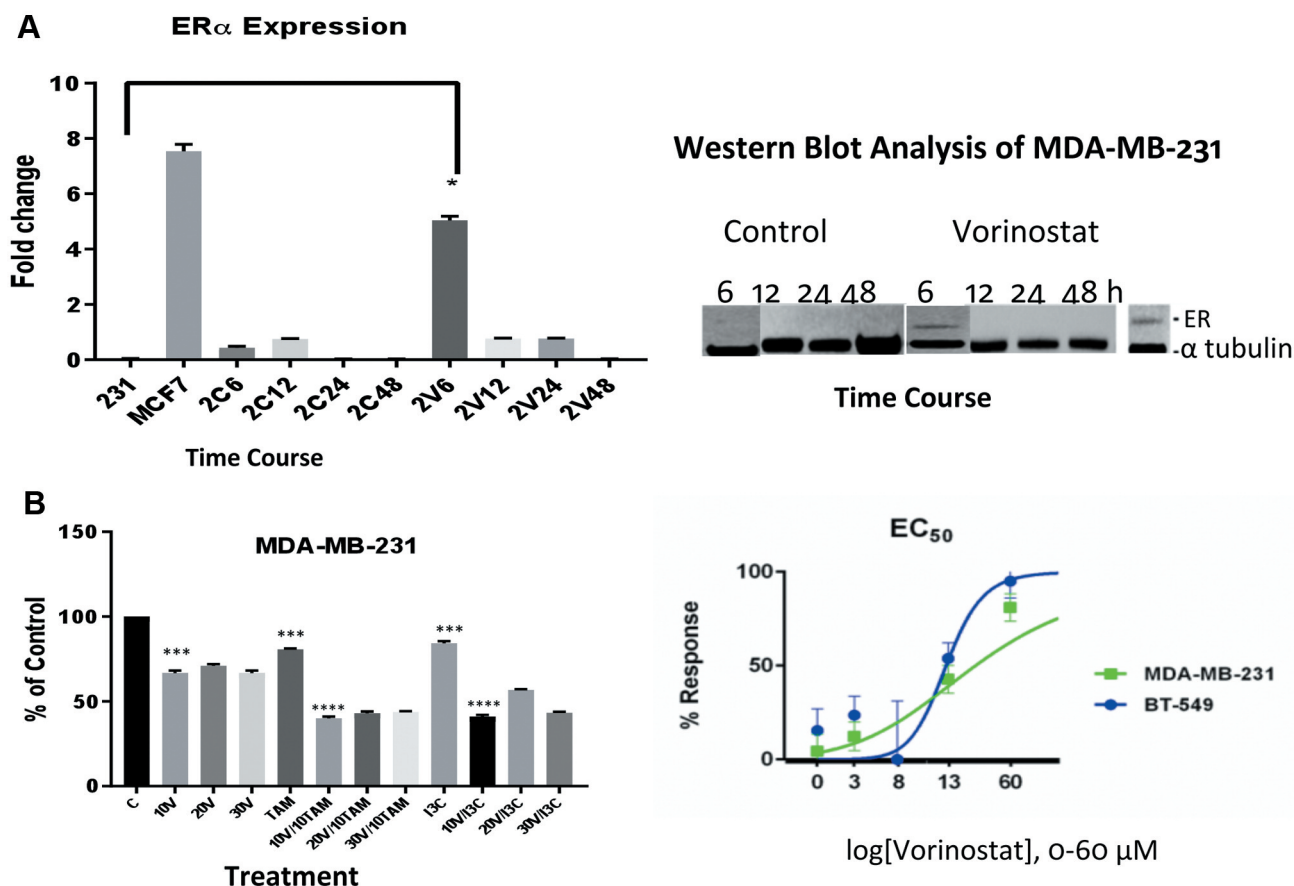 A
ERα Expression
Fold change
10
8
6
4
2
0
*
231
MCF7
2C6
2C12
2C24
2C48
2V6
2V12
2V24
2V48
Time Course
Western Blot Analysis of MDA-MB-231
Control Vorinostat
6 12 24 48 6 12 24 48 h
- ER
-α tubulin
Time Course
B
MDA-MB-231
% of Control
150
100
50
0
*** *** **** *** ****
C
10V
20V
30V
TAM
10V/10TAM
20V/10TAM
30V/10TAM
I3C
10V/I3C
20V/I3C
30V/I3C
Treatment
EC50
% Response
100
50
0
0 3 8 13 60
MDA-MB-231
BT-549
log[Vorinostat], 0-60 µM